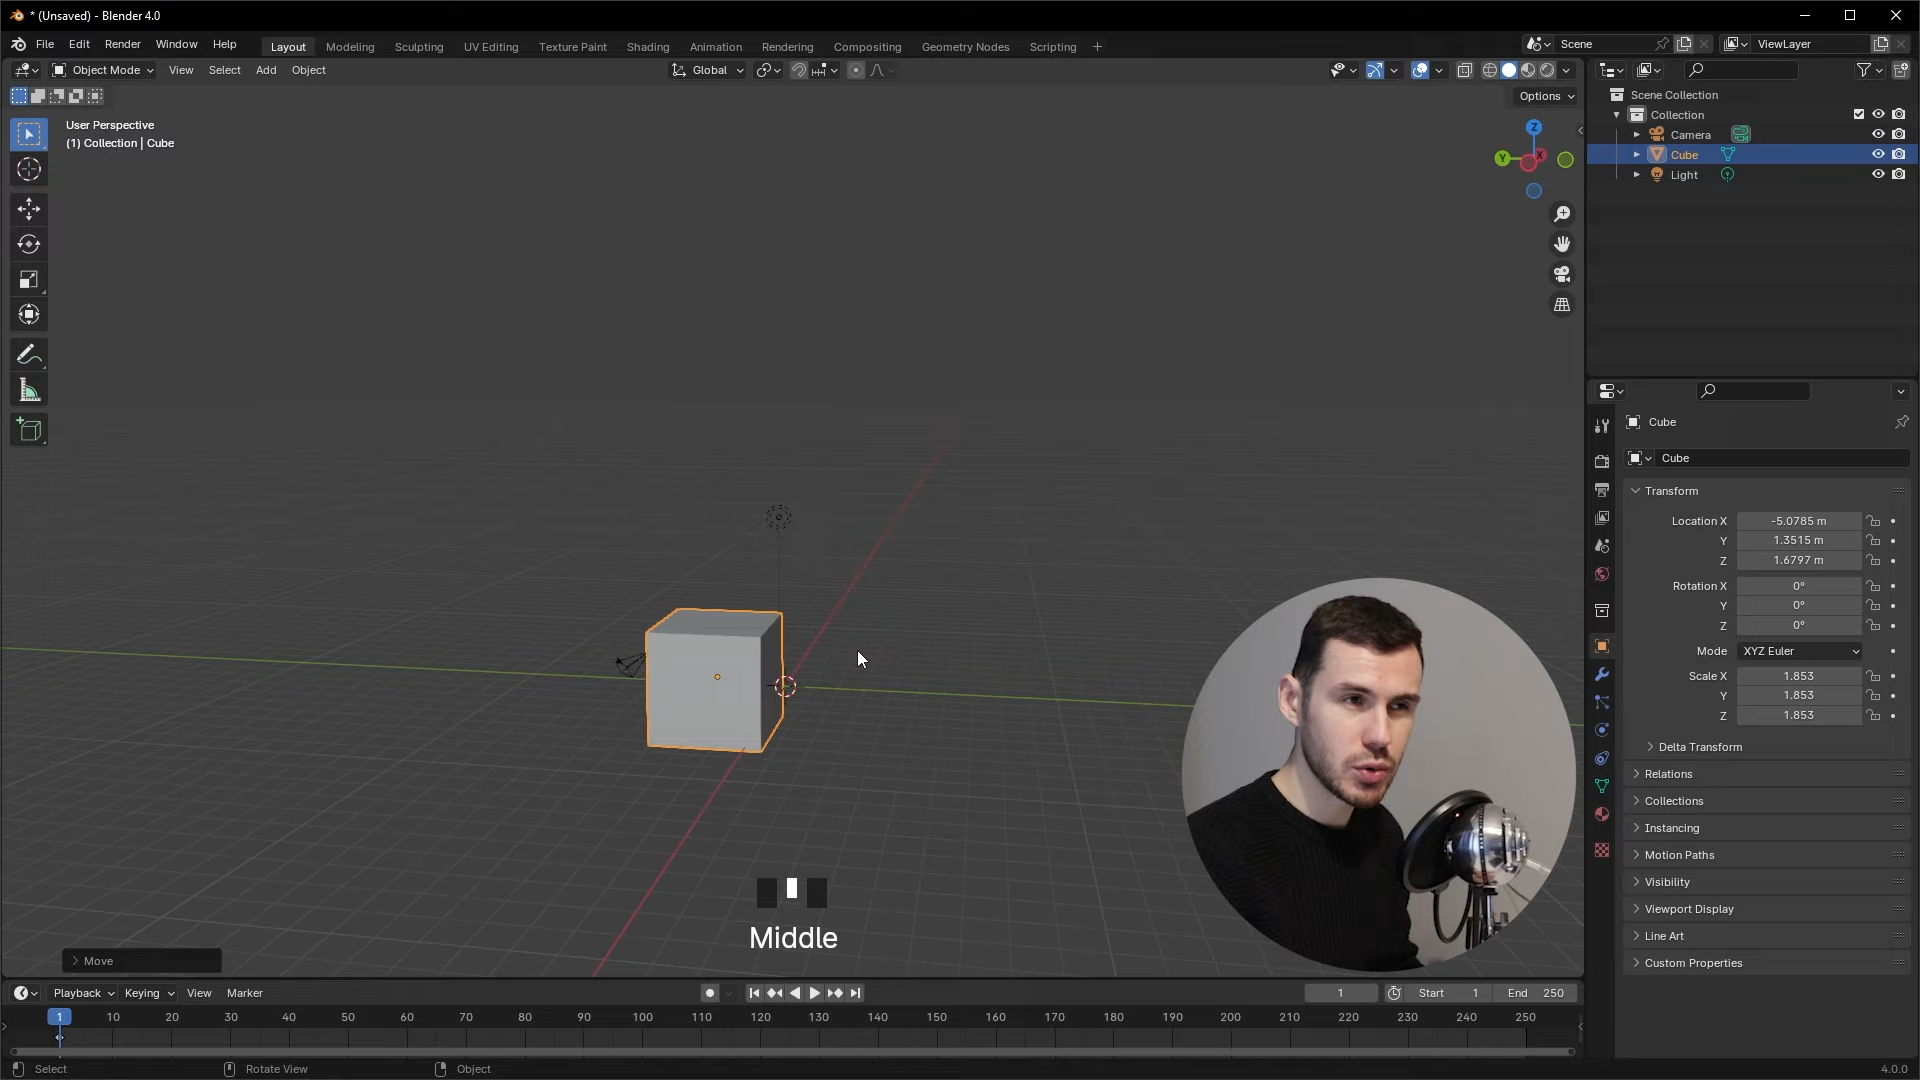 * (Unsaved) - Blender 4.0
File Edit Render Window Help Layout Modeling Sculpting UV Editing Texture Paint Shading Animation Rendering Compositing Geometry Nodes Scripting + Scene ViewLayer
Object Mode View Select Add Object Global
Options
User Perspective
(1) Collection | Cube
Z
Y X
Scene Collection
Collection
Camera
Cube
Light
Cube
Cube
Transform
Location X -5.0785 m
Y 1.3515 m
Z 1.6797 m
Rotation X 0°
Y 0°
Z 0°
Mode XYZ Euler
Scale X 1.853
Y 1.853
Z 1.853
Delta Transform
Relations
Collections
Instancing
Motion Paths
Visibility
Viewport Display
Line Art
Custom Properties
Middle
Move
Playback Keying View Marker 1 Start 1 End 250
1 10 20 30 40 50 60 70 80 90 100 110 120 130 140 150 160 170 180 190 200 210 220 230 240 250
Select Rotate View Object 4.0.0